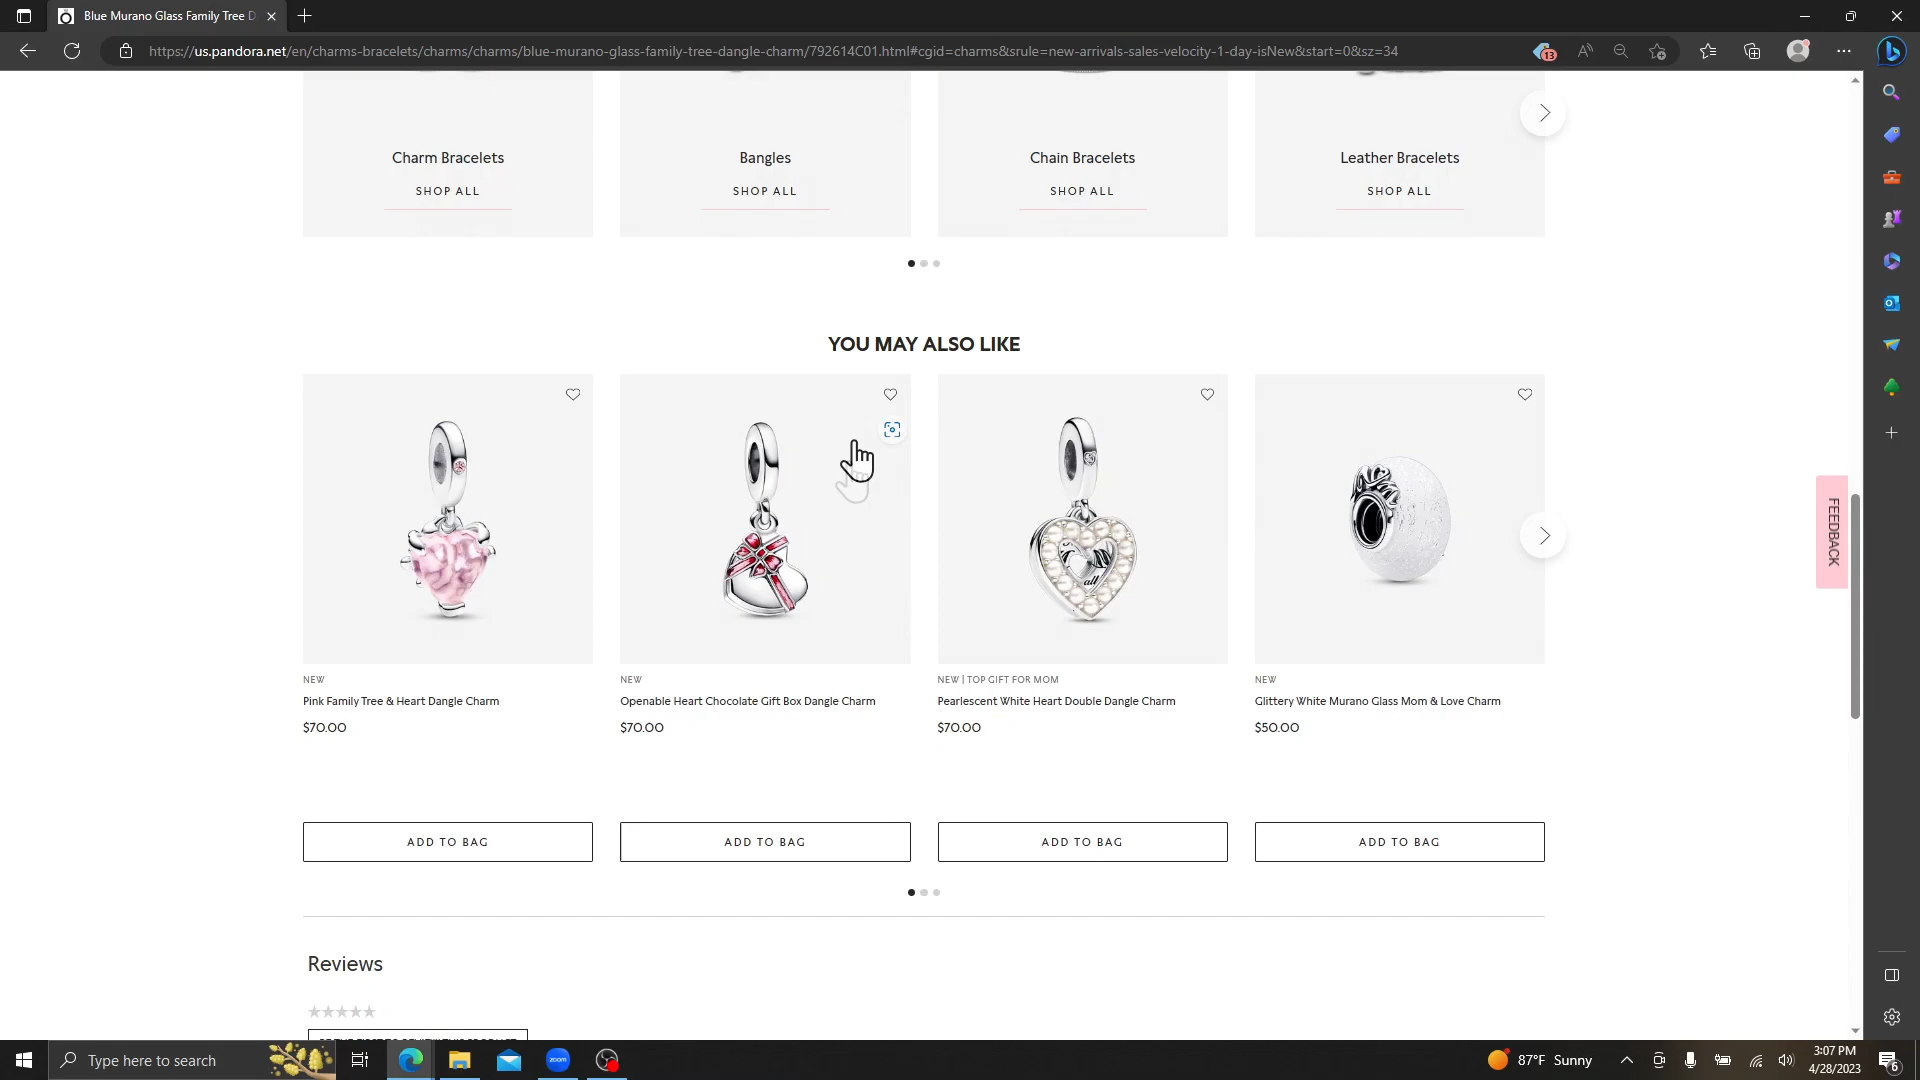 Blue Murano Glass Family Tree D
https://us.pandora.net/en/charms-bracelets/charms/charms/blue-murano-glass-family-tree-dangle-charm/792614C01.html#cgid=charms&srule=new-arrivals-sales-velocity-1-day-isNew&start=0&sz=34
13
Charm Bracelets
Bangles
Chain Bracelets
Leather Bracelets
SHOP ALL
SHOP ALL
SHOP ALL
SHOP ALL
YOU MAY ALSO LIKE
all
FEEDBACK
NEW
NEW
NEW | TOP GIFT FOR MOM
NEW
Pink Family Tree & Heart Dangle Charm
Openable Heart Chocolate Gift Box Dangle Charm
Pearlescent White Heart Double Dangle Charm
Glittery White Murano Glass Mom & Love Charm
$70.00
$70.00
$70.00
$50.00
ADD TO BAG
ADD TO BAG
ADD TO BAG
ADD TO BAG
Reviews
Type here to search
zoom
87°F Sunny
3:07 PM
4/28/2023
6